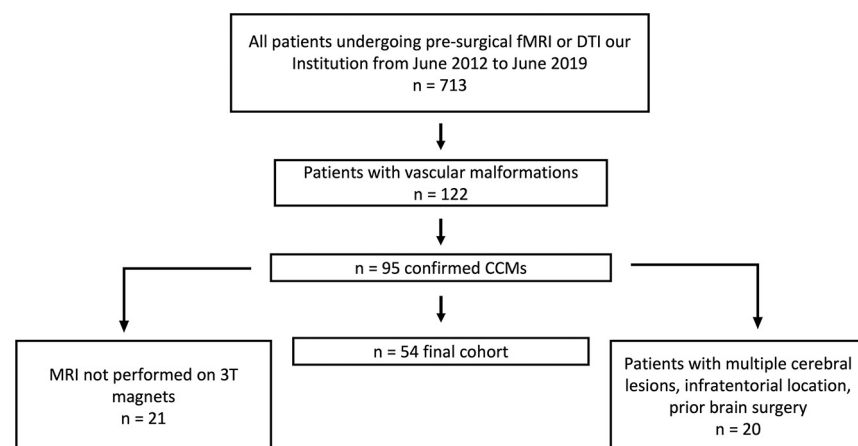 All patients undergoing pre-surgical fMRI or DTI our
Institution from June 2012 to June 2019
n = 713
Patients with vascular malformations
n = 122
n = 95 confirmed CCMs
MRI not performed on 3T
magnets
n = 21
n = 54 final cohort
Patients with multiple cerebral
lesions, infratentorial location,
prior brain surgery
n = 20